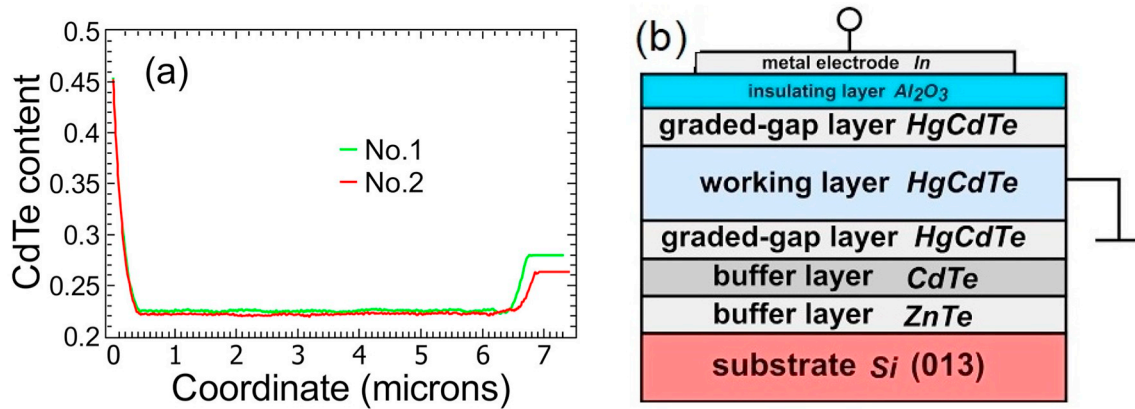 CdTe content
0.5
0.45
0.4
0.35
0.3
0.25
0.2
(a)
No.1
No.2
0 1 2 3 4 5 6 7
Coordinate (microns)
(b)
metal electrode In
insulating layer Al2O3
graded-gap layer HgCdTe
working layer HgCdTe
graded-gap layer HgCdTe
buffer layer CdTe
buffer layer ZnTe
substrate Si (013)